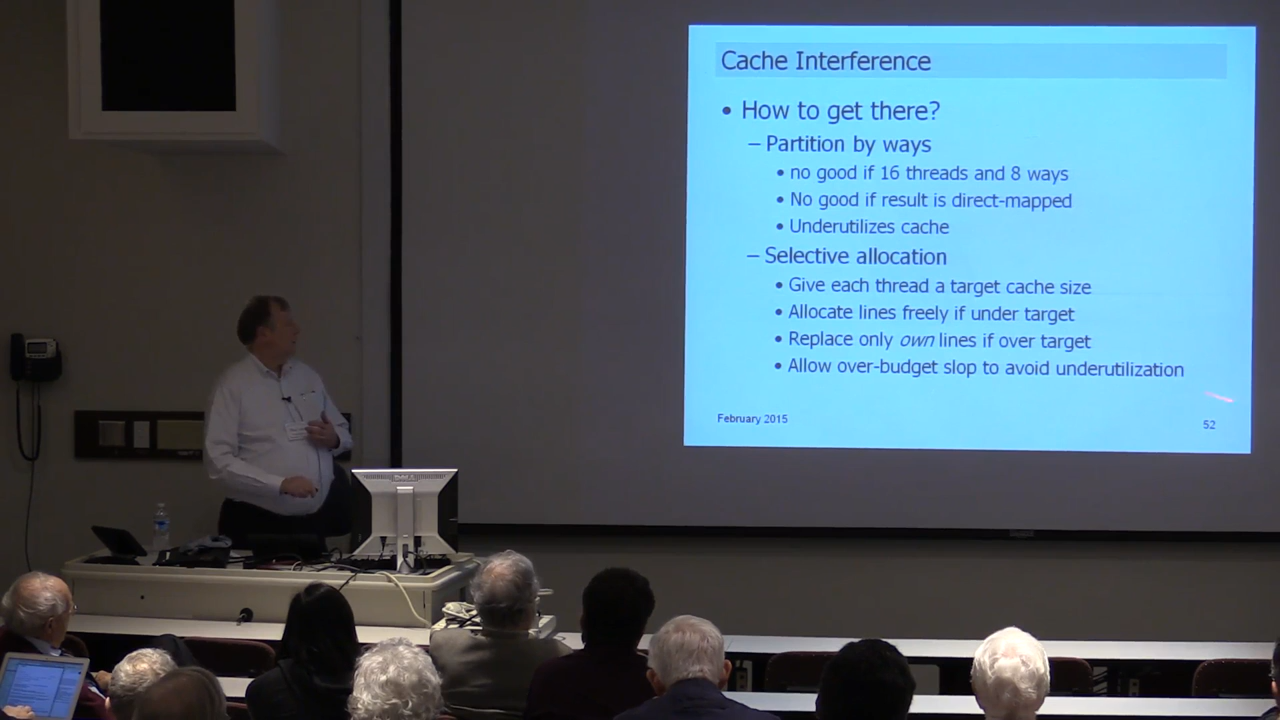 Cache Interference
• How to get there?
– Partition by ways
• no good if 16 threads and 8 ways
• No good if result is direct-mapped
• Underutilizes cache
– Selective allocation
• Give each thread a target cache size
• Allocate lines freely if under target
• Replace only own lines if over target
• Allow over-budget slop to avoid underutilization
February 2015
52